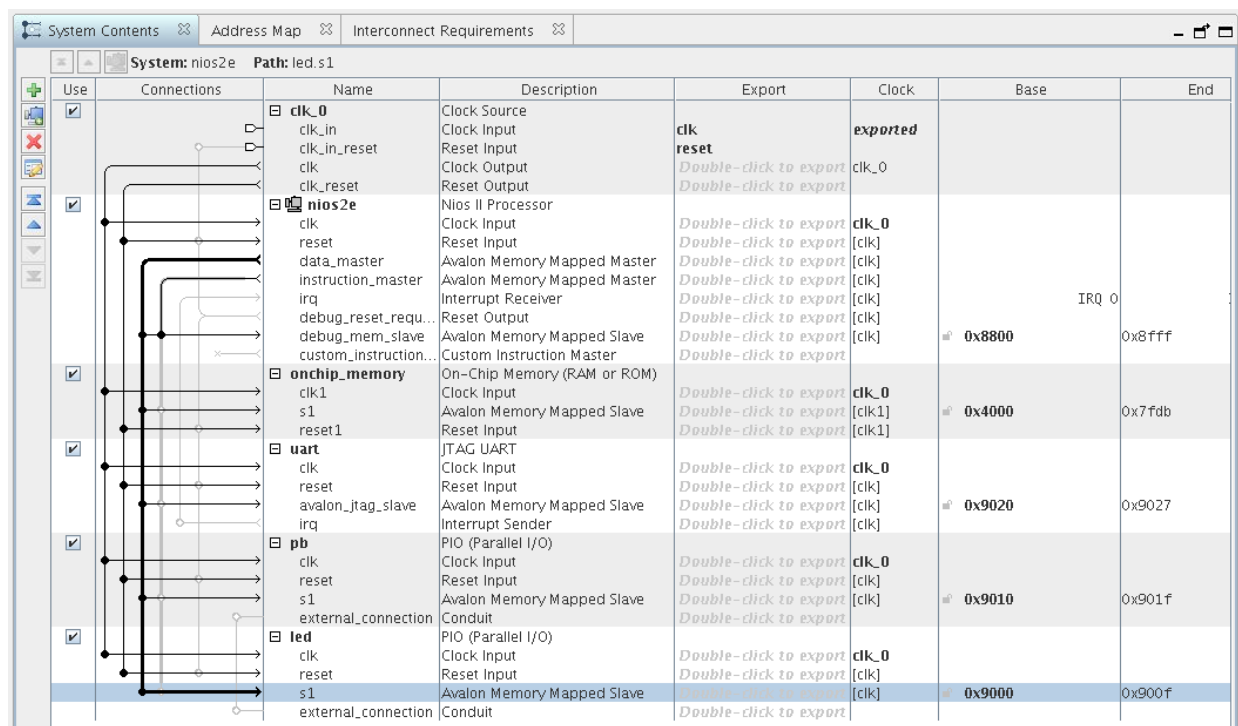 System Contents Address Map Interconnect Requirements
System: nios2e Path: led.s1
Use Connections Name Description Export Clock Base End
clk_0 Clock Source
clk_in Clock Input clk exported
clk_in_reset Reset Input reset
clk Clock Output Double-click to export clk_0
clk_reset Reset Output Double-click to export
nios2e Nios II Processor
clk Clock Input Double-click to export clk_0
reset Reset Input Double-click to export [clk]
data_master Avalon Memory Mapped Master Double-click to export [clk]
instruction_master Avalon Memory Mapped Master Double-click to export [clk]
irq Interrupt Receiver Double-click to export [clk] IRQ 0
debug_reset_requ... Reset Output Double-click to export [clk]
debug_mem_slave Avalon Memory Mapped Slave Double-click to export [clk] 0x8800 0x8fff
custom_instruction... Custom Instruction Master Double-click to export
onchip_memory On-Chip Memory (RAM or ROM)
clk1 Clock Input Double-click to export clk_0
s1 Avalon Memory Mapped Slave Double-click to export [clk1] 0x4000 0x7fdb
reset1 Reset Input Double-click to export [clk1]
uart JTAG UART
clk Clock Input Double-click to export clk_0
reset Reset Input Double-click to export [clk]
avalon_jtag_slave Avalon Memory Mapped Slave Double-click to export [clk] 0x9020 0x9027
irq Interrupt Sender Double-click to export [clk]
pb PIO (Parallel I/O)
clk Clock Input Double-click to export clk_0
reset Reset Input Double-click to export [clk]
s1 Avalon Memory Mapped Slave Double-click to export [clk] 0x9010 0x901f
external_connection Conduit Double-click to export
led PIO (Parallel I/O)
clk Clock Input Double-click to export clk_0
reset Reset Input Double-click to export [clk]
s1 Avalon Memory Mapped Slave Double-click to export [clk] 0x9000 0x900f
external_connection Conduit Double-click to export